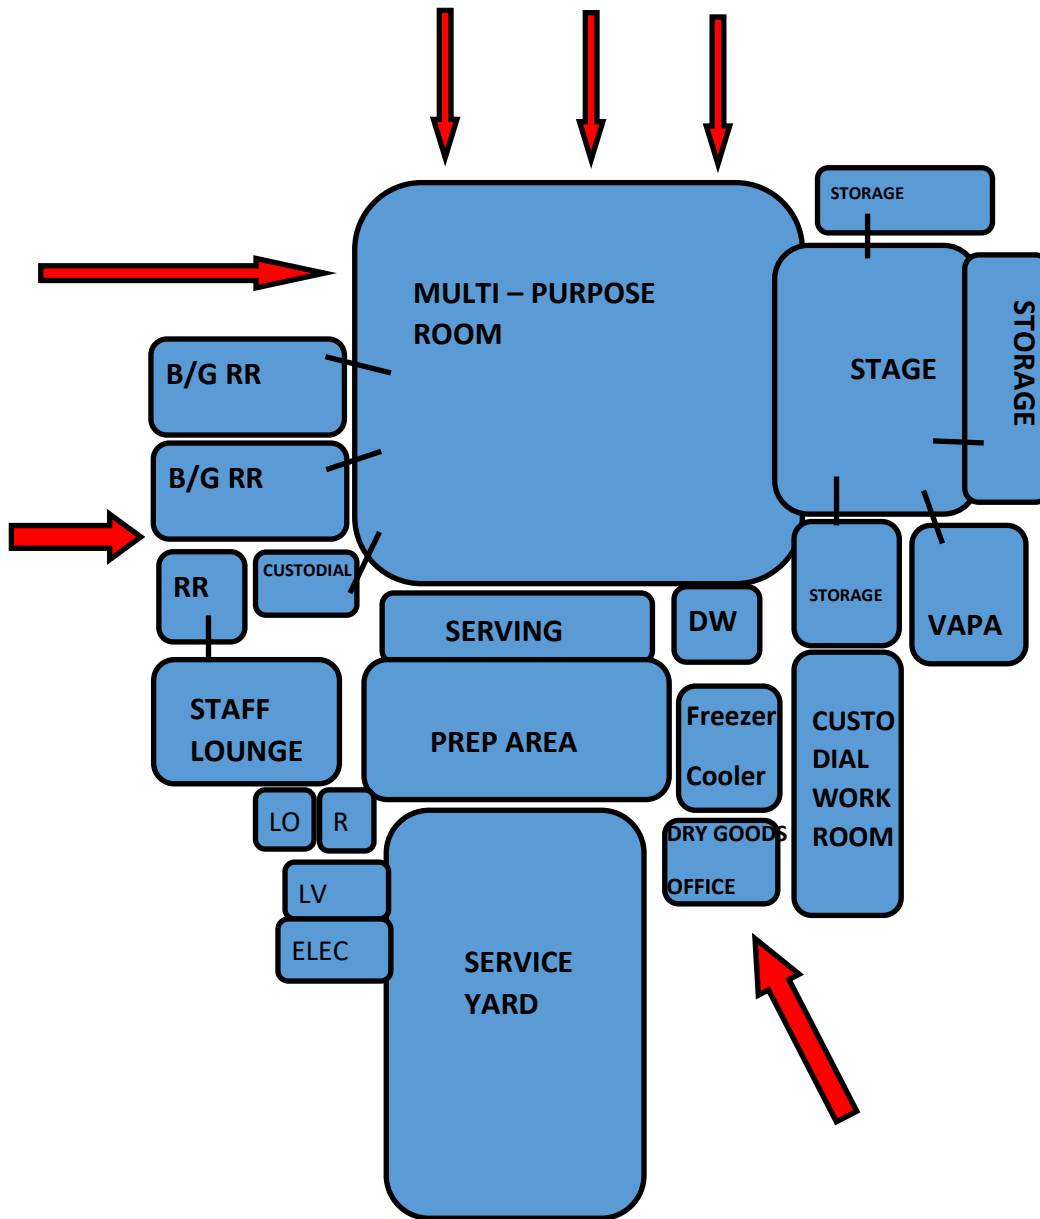 STORAGE
MULTI – PURPOSE
ROOM
STORAGE
STAGE
B/G RR
B/G RR
RR
CUSTODIAL
STORAGE
VAPA
SERVING
DW
STAFF
LOUNGE
PREP AREA
Freezer
Cooler
CUSTO
DIAL
WORK
ROOM
LO
R
DRY GOODS
OFFICE
LV
ELEC
SERVICE
YARD